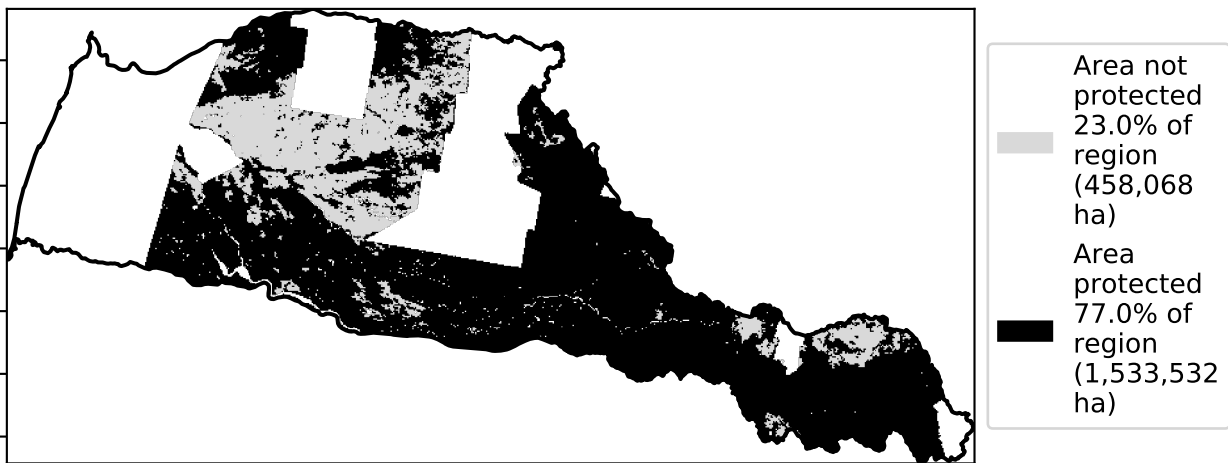 Area not
protected
23.0% of
region
(458,068
ha)
Area
protected
77.0% of
region
(1,533,532
ha)